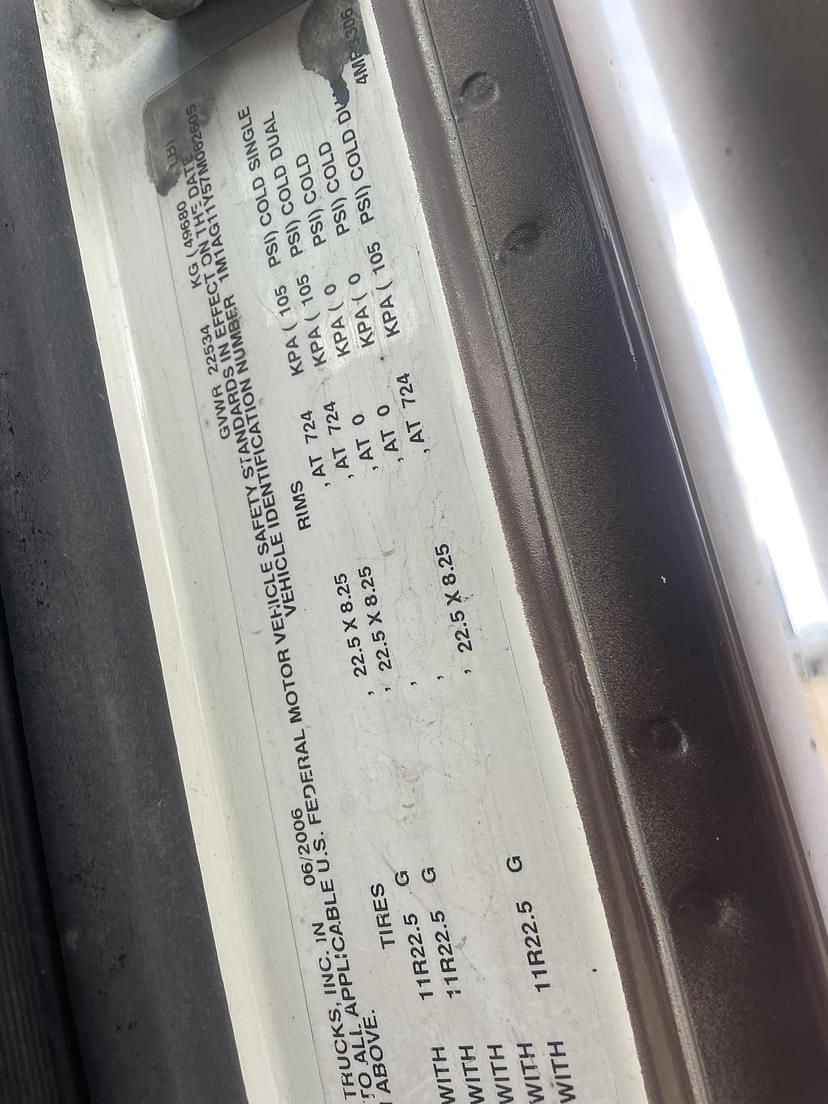 TRUCKS, INC. IN 06/2006 GVWR 22534 KG ( 49680 LB)
TO ALL APPLICABLE U.S. FEDERAL MOTOR VEHICLE SAFETY STANDARDS IN EFFECT ON THE DATE
ABOVE. VEHICLE IDENTIFICATION NUMBER 1M1AG11Y57M062605
TIRES RIMS
WITH 11R22.5 G , 22.5 X 8.25 , AT 724 KPA ( 105 PSI) COLD SINGLE
WITH 11R22.5 G , 22.5 X 8.25 , AT 724 KPA ( 105 PSI) COLD DUAL
WITH , , AT 0 KPA ( 0 PSI) COLD
WITH , , AT 0 KPA ( 0 PSI) COLD
WITH 11R22.5 G , 22.5 X 8.25 , AT 724 KPA ( 105 PSI) COLD